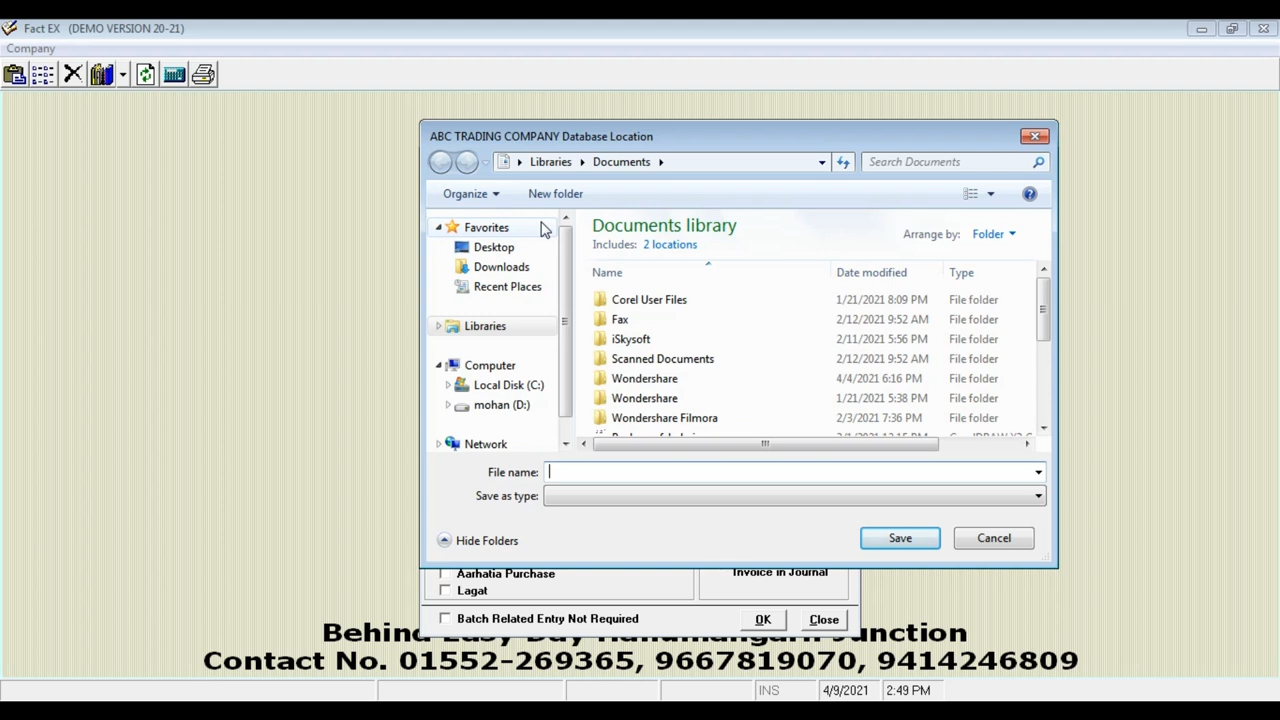 Fact EX (DEMO VERSION 20-21)
Company
ABC TRADING COMPANY Database Location
Libraries Documents
Search Documents
Organize New folder
Favorites
Desktop
Downloads
Recent Places
Libraries
Computer
Local Disk (C:)
mohan (D:)
Network
Documents library
Includes: 2 locations
Arrange by: Folder
Name Date modified Type
Corel User Files 1/21/2021 8:09 PM File folder
Fax 2/12/2021 9:52 AM File folder
iSkysoft 2/11/2021 5:56 PM File folder
Scanned Documents 2/12/2021 9:52 AM File folder
Wondershare 4/4/2021 6:16 PM File folder
Wondershare 1/21/2021 5:38 PM File folder
Wondershare Filmora 2/3/2021 7:36 PM File folder
File name:
Save as type:
Hide Folders
Save Cancel
Aarhatia Purchase
Invoice in Journal
Lagat
Batch Related Entry Not Required
OK Close
Behind Easy Day Hanumangarh Junction
Contact No. 01552-269365, 9667819070, 9414246809
INS 4/9/2021 2:49 PM